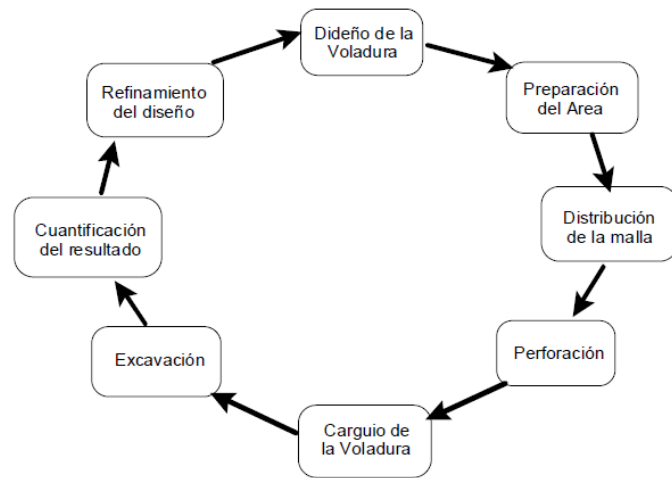 Dideño de la
Voladura
Preparación
del Area
Distribución
de la malla
Perforación
Carguio de
la Voladura
Excavación
Cuantificación
del resultado
Refinamiento
del diseño